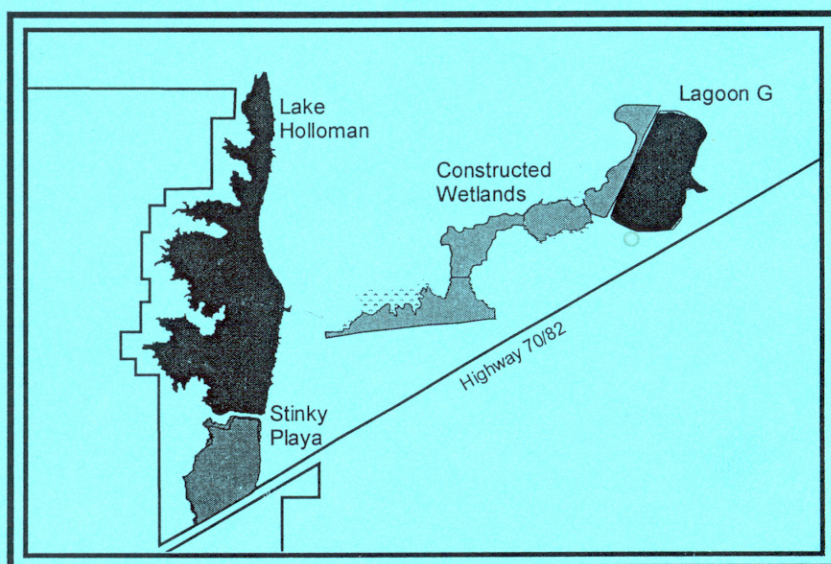 Lake
Holloman
Lagoon G
Constructed
Wetlands
Highway 70/82
Stinky
Playa